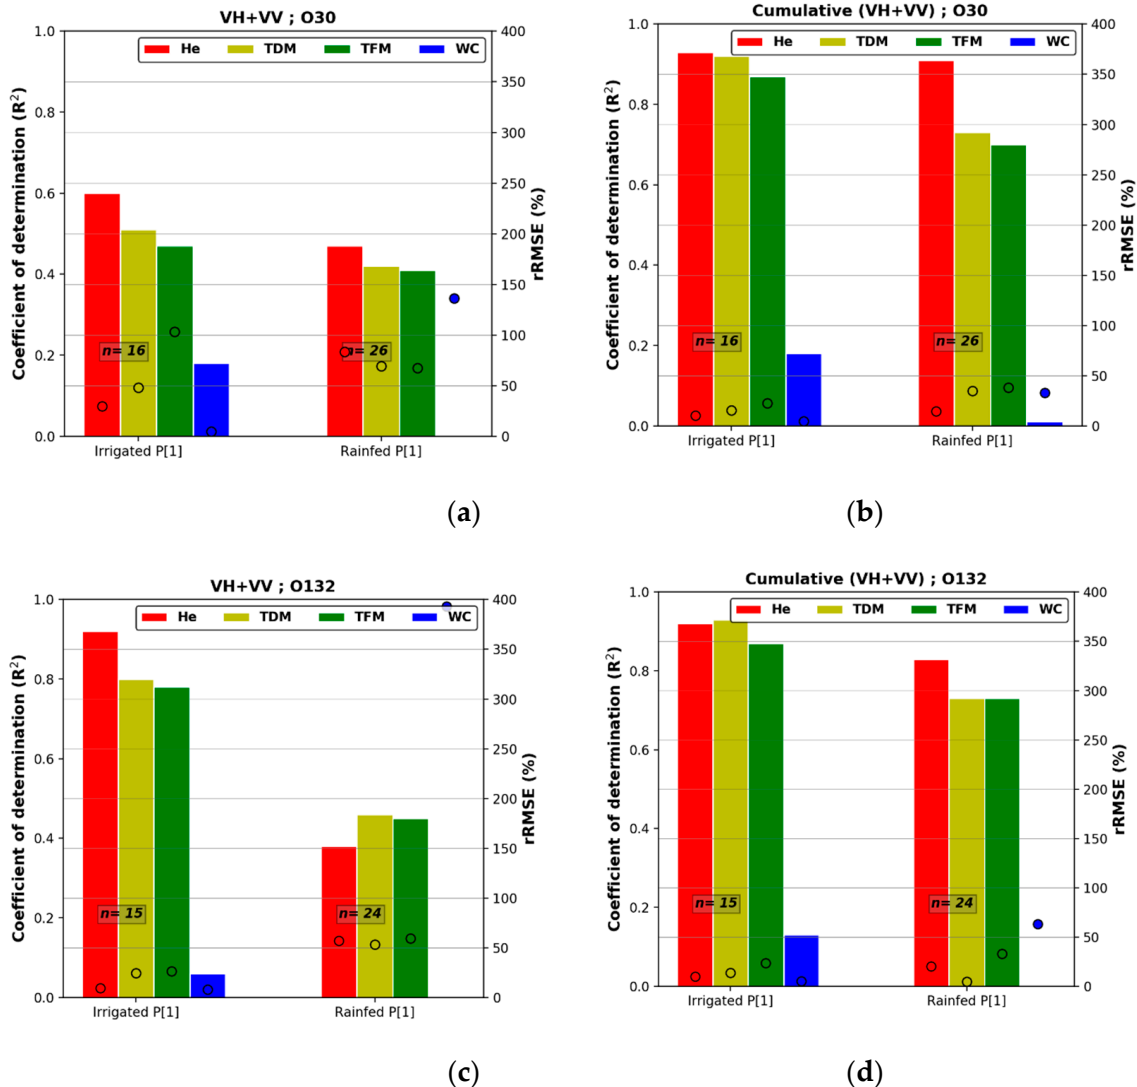 VH+VV ; O30
He TDM TFM WC
Coefficient of determination (R²)
1.0
0.8
0.6
0.4
0.2
0.0
n= 16
n= 26
400
350
300
250
200
150
100
50
0
rRMSE (%)
Irrigated P[1] Rainfed P[1]
(a)
Cumulative (VH+VV) ; O30
He TDM TFM WC
Coefficient of determination (R²)
1.0
0.8
0.6
0.4
0.2
0.0
n= 16
n= 26
400
350
300
250
200
150
100
50
0
rRMSE (%)
Irrigated P[1] Rainfed P[1]
(b)
VH+VV ; O132
He TDM TFM WC
Coefficient of determination (R²)
1.0
0.8
0.6
0.4
0.2
0.0
n= 15
n= 24
400
350
300
250
200
150
100
50
0
rRMSE (%)
Irrigated P[1] Rainfed P[1]
(c)
Cumulative (VH+VV) ; O132
He TDM TFM WC
Coefficient of determination (R²)
1.0
0.8
0.6
0.4
0.2
0.0
n= 15
n= 24
400
350
300
250
200
150
100
50
0
rRMSE (%)
Irrigated P[1] Rainfed P[1]
(d)